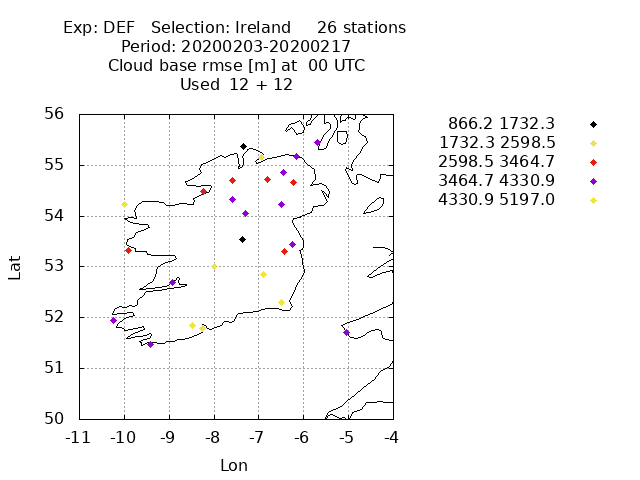 Exp: DEF Selection: Ireland 26 stations
Period: 20200203-20200217
Cloud base rmse [m] at 00 UTC
Used 12 + 12
866.2 1732.3
1732.3 2598.5
2598.5 3464.7
3464.7 4330.9
4330.9 5197.0
56
55
54
53
52
51
50
Lat
-11 -10 -9 -8 -7 -6 -5 -4
Lon